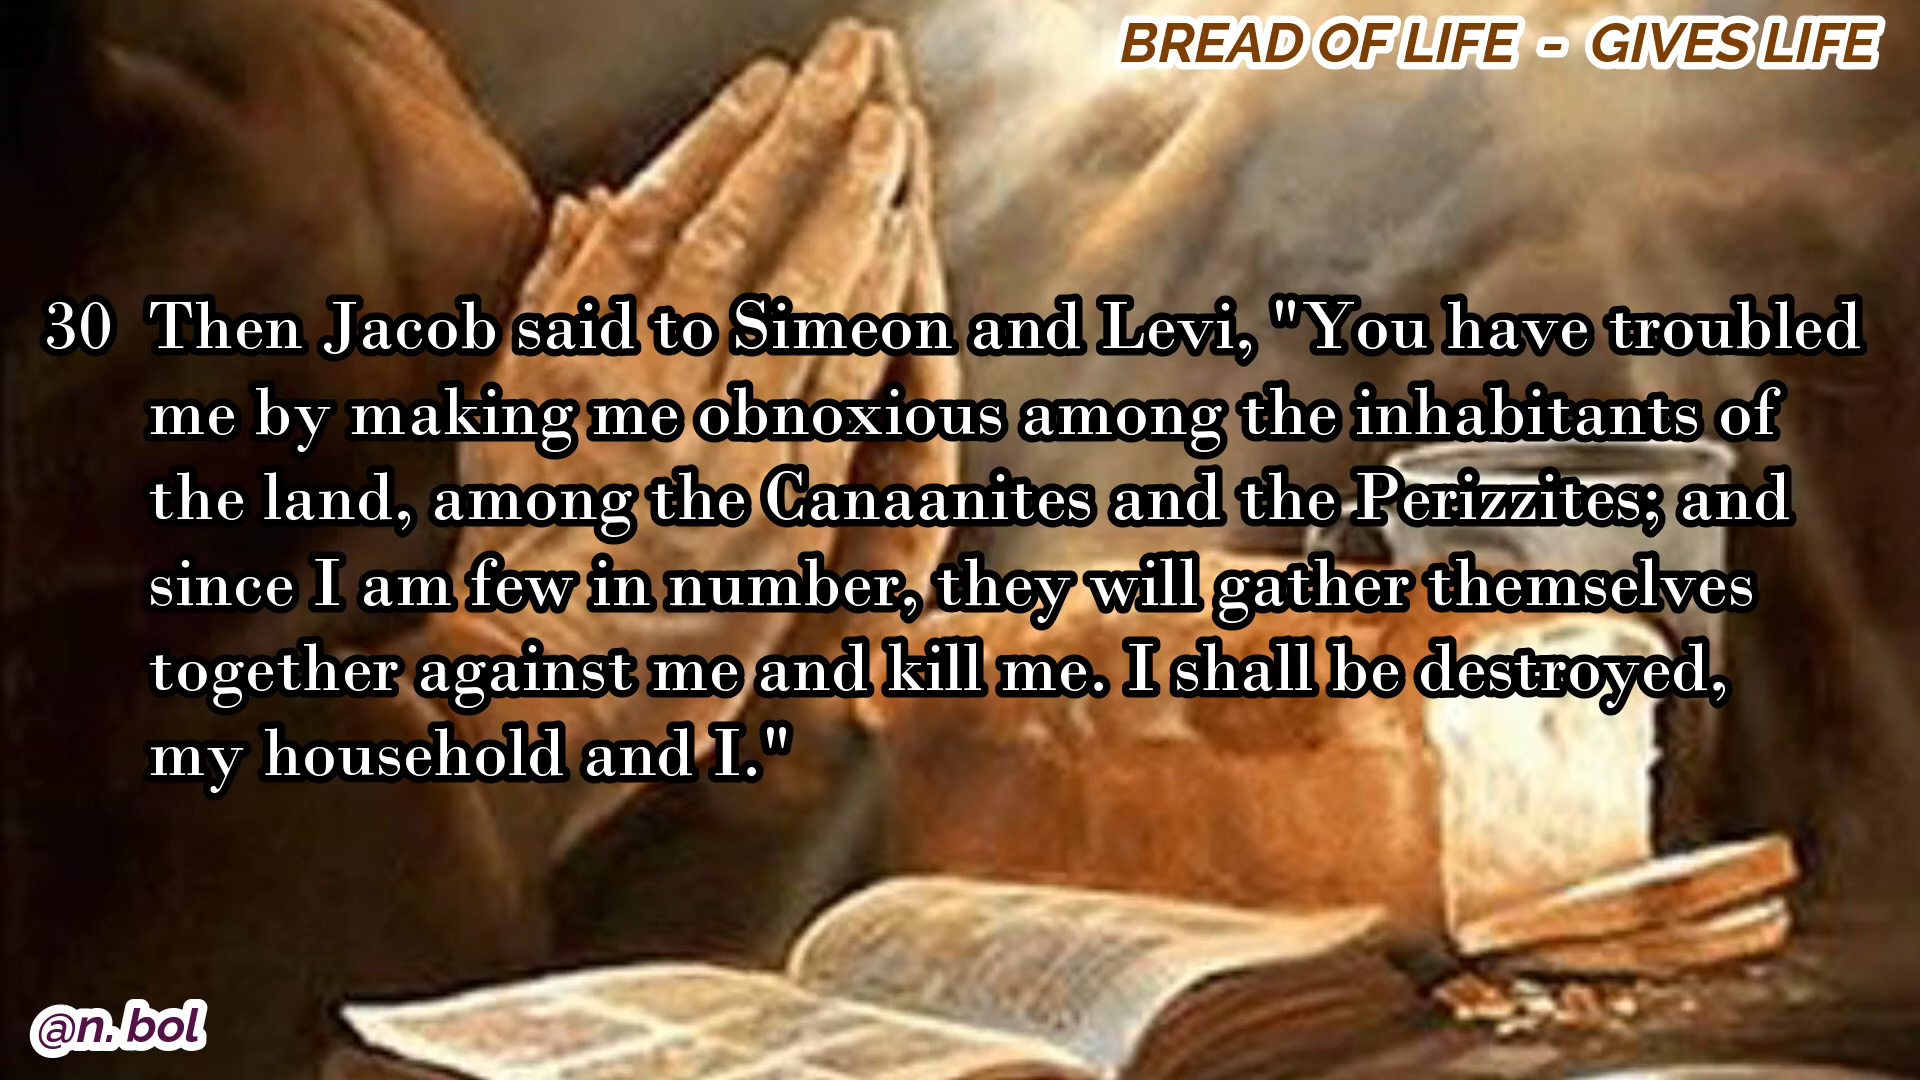 BREAD OF LIFE - GIVES LIFE
30 Then Jacob said to Simeon and Levi, "You have troubled
me by making me obnoxious among the inhabitants of
the land, among the Canaanites and the Perizzites; and
since I am few in number, they will gather themselves
together against me and kill me. I shall be destroyed,
my household and I."
@n. bol